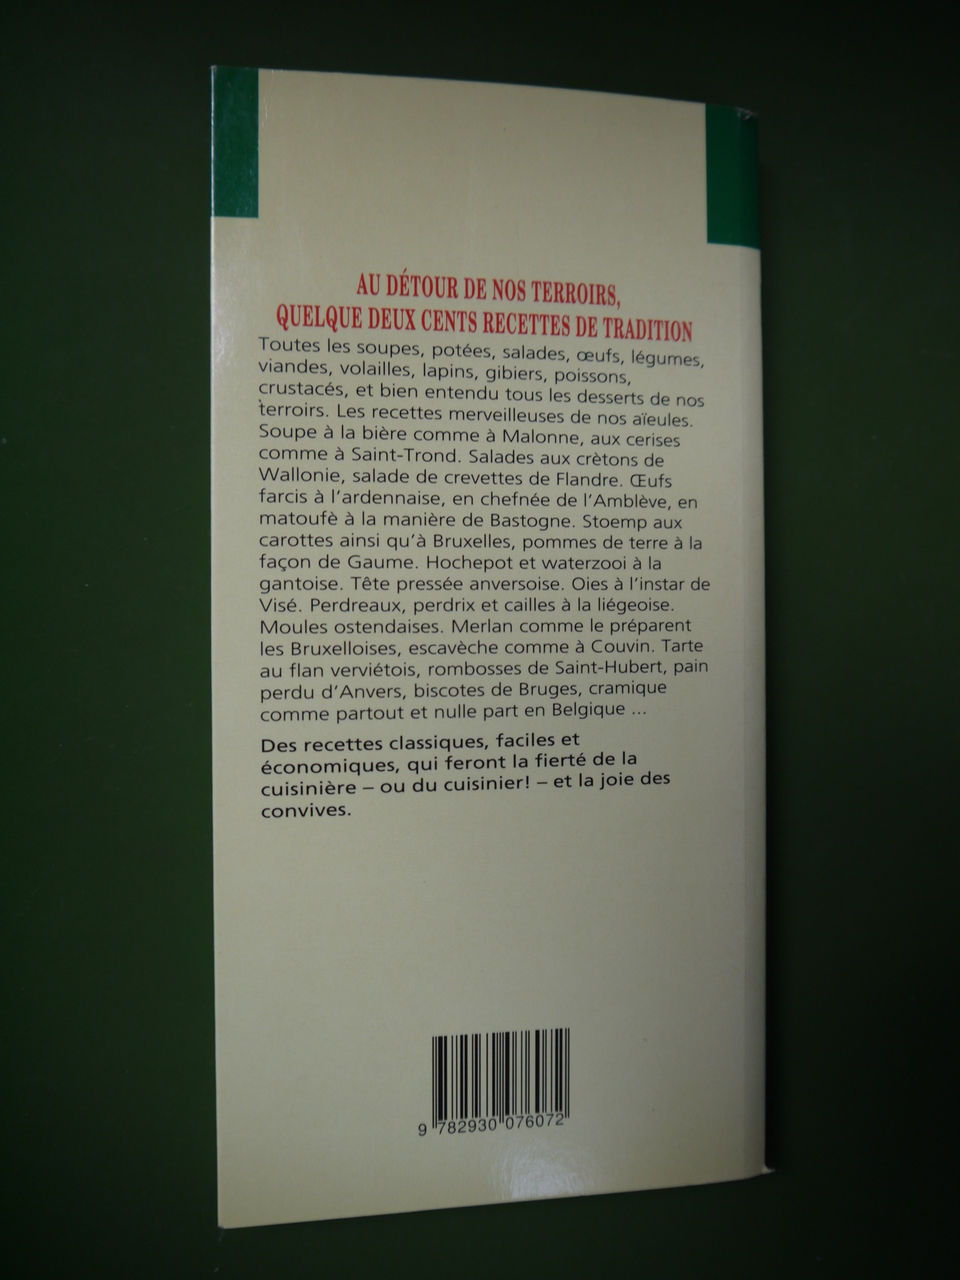 AU DÉTOUR DE NOS TERROIRS,
QUELQUE DEUX CENTS RECETTES DE TRADITION
Toutes les soupes, potées, salades, œufs, légumes,
viandes, volailles, lapins, gibiers, poissons,
crustacés, et bien entendu tous les desserts de nos
terroirs. Les recettes merveilleuses de nos aïeules.
Soupe à la bière comme à Malonne, aux cerises
comme à Saint-Trond. Salades aux crètons de
Wallonie, salade de crevettes de Flandre. Œufs
farcis à l'ardennaise, en chefnée de l'Amblève, en
matoufè à la manière de Bastogne. Stoemp aux
carottes ainsi qu'à Bruxelles, pommes de terre à la
façon de Gaume. Hochepot et waterzooi à la
gantoise. Tête pressée anversoise. Oies à l'instar de
Visé. Perdreaux, perdrix et cailles à la liégeoise.
Moules ostendaises. Merlan comme le préparent
les Bruxelloises, escavèche comme à Couvin. Tarte
au flan verviétois, rombosses de Saint-Hubert, pain
perdu d'Anvers, biscotes de Bruges, cramique
comme partout et nulle part en Belgique ...
Des recettes classiques, faciles et
économiques, qui feront la fierté de la
cuisinière – ou du cuisinier! – et la joie des
convives.
9 782930 076072